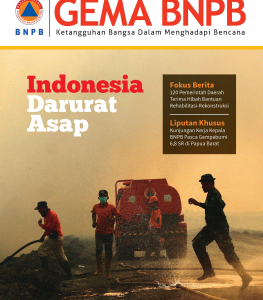 GEMA BNPB
BNPB
Ketangguhan Bangsa Dalam Menghadapi Bencana
Indonesia
Darurat
Asap
Fokus Berita
120 Pemerintah Daerah
Terima Hibah Bantuan
Rehabilitasi-Rekonstruksi
Liputan Khusus
Kunjungan Kerja Kepala
BNPB Pasca Gempabumi
6,8 SR di Papua Barat